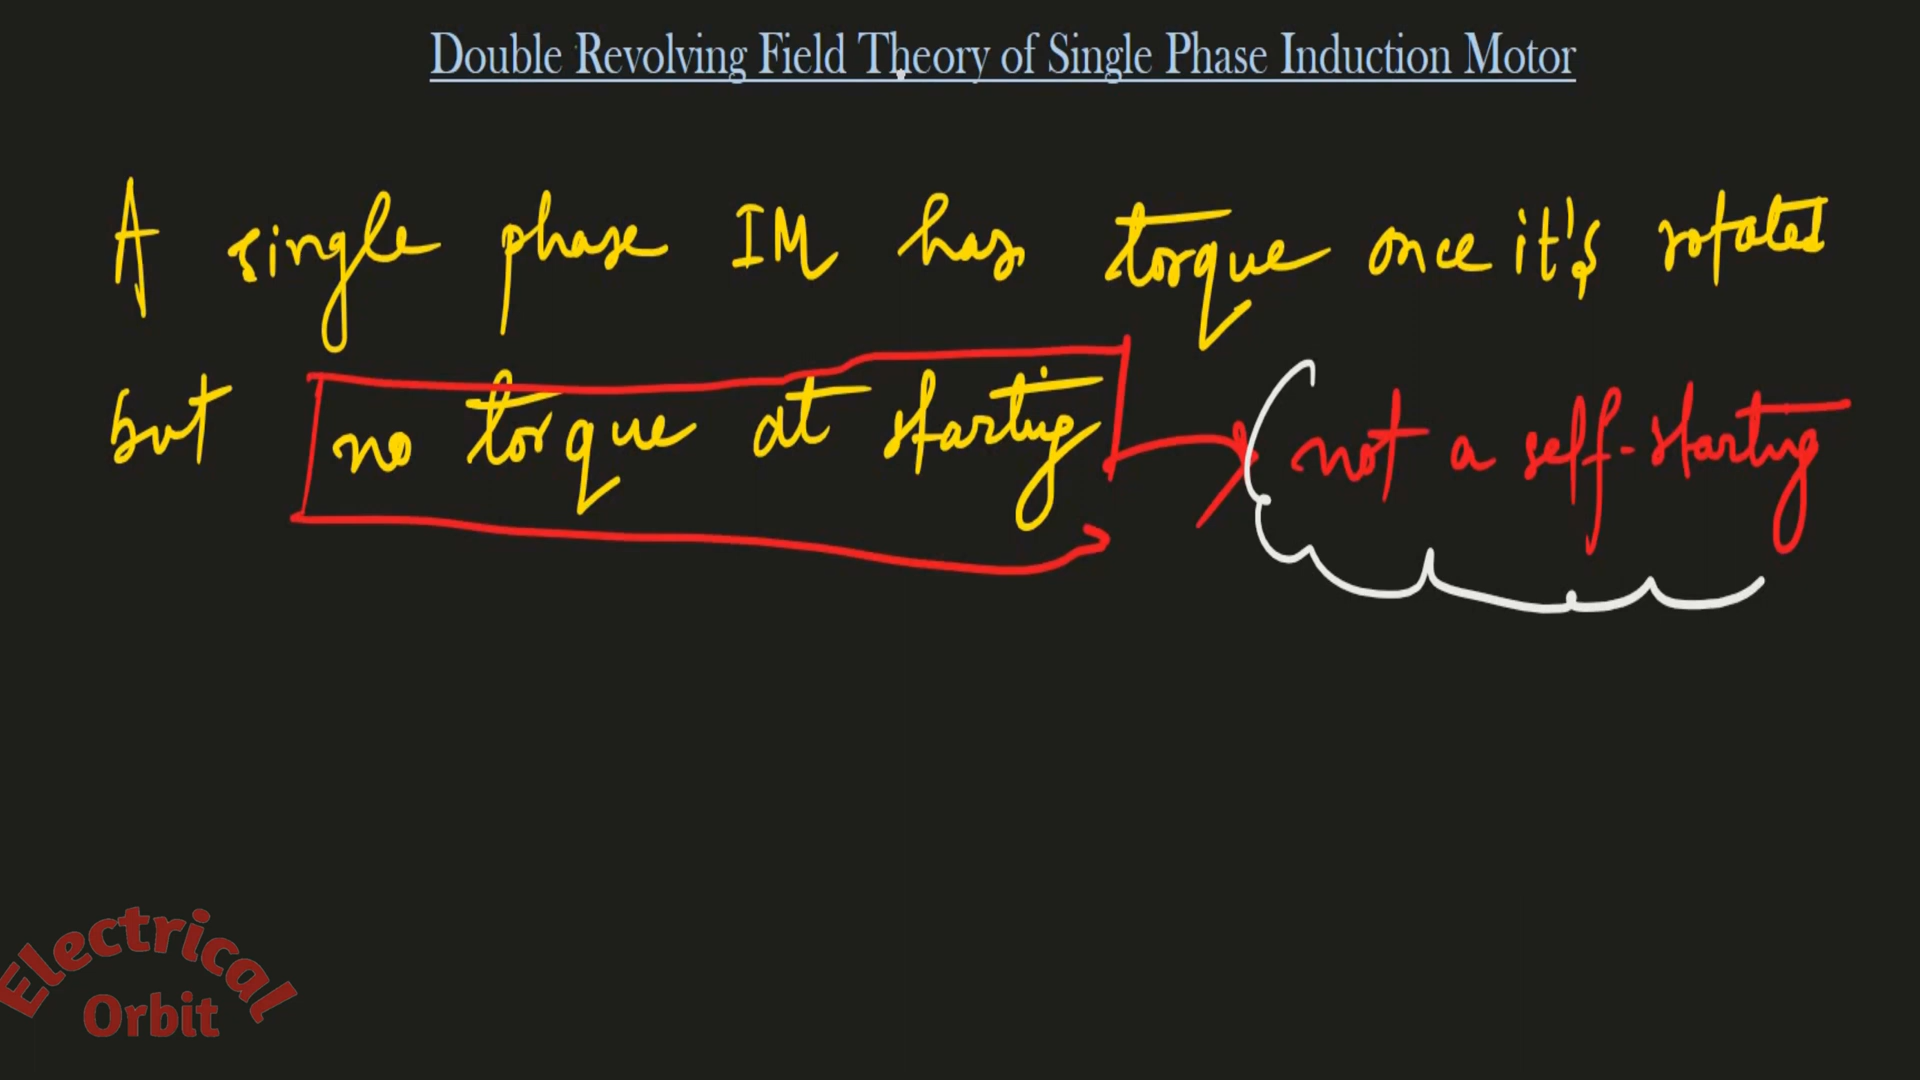 Double Revolving Field Theory of Single Phase Induction Motor
A single phase IM has torque once it's rotated
but no torque at starting not a self-starting
Electrical
Orbit